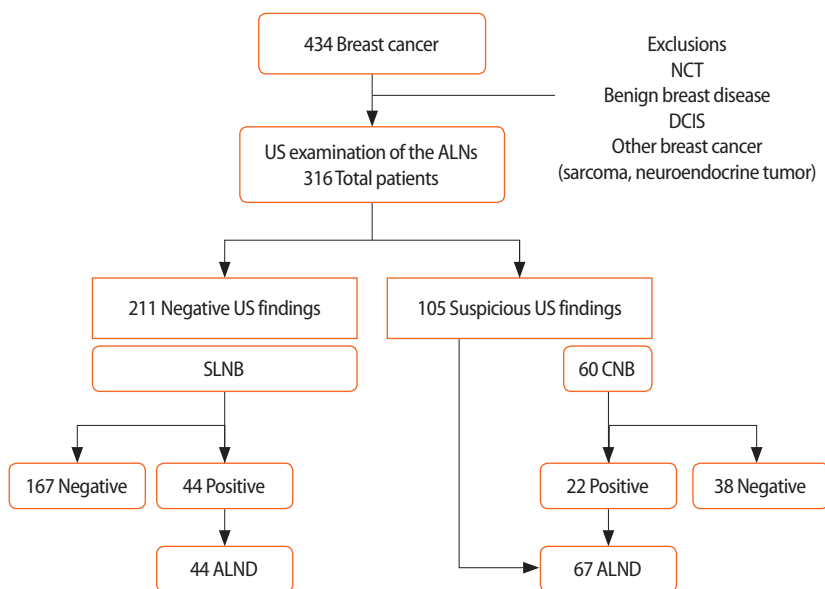 434 Breast cancer
Exclusions
NCT
Benign breast disease
DCIS
Other breast cancer
(sarcoma, neuroendocrine tumor)
US examination of the ALNs
316 Total patients
211 Negative US findings
105 Suspicious US findings
SLNB
60 CNB
167 Negative
44 Positive
22 Positive
38 Negative
44 ALND
67 ALND